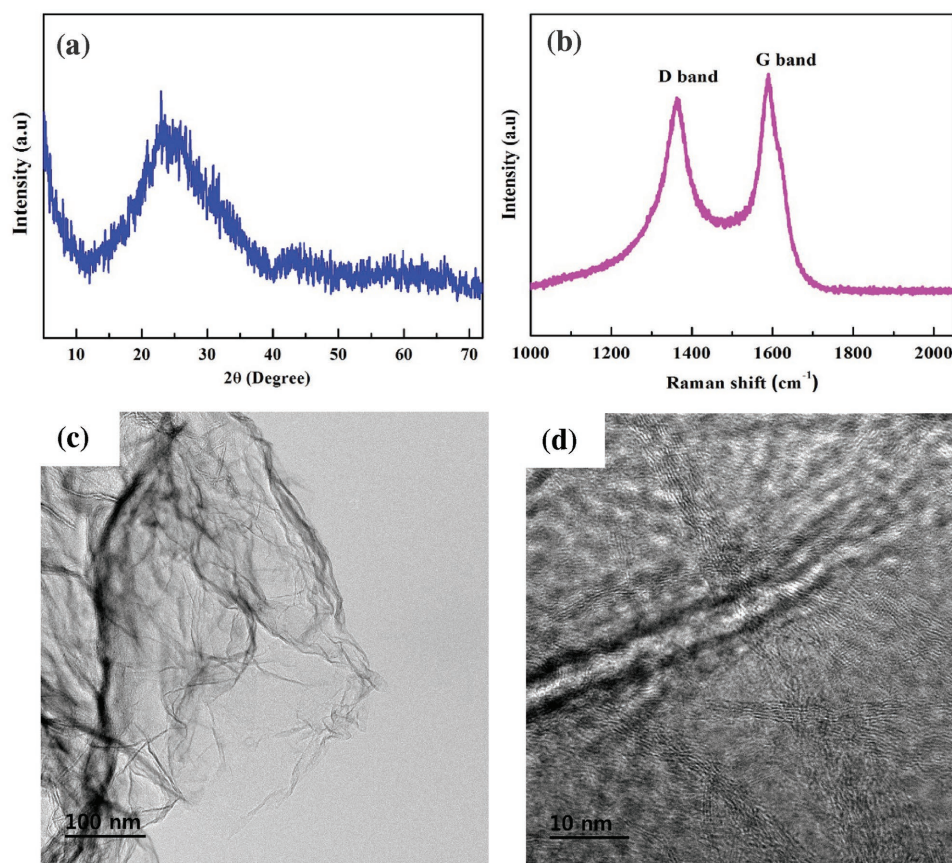 (a)
Intensity (a.u)
10 20 30 40 50 60 70
2θ (Degree)
(b)
D band
G band
Intensity (a.u)
1000 1200 1400 1600 1800 2000
Raman shift (cm⁻¹)
(c)
100 nm
(d)
10 nm